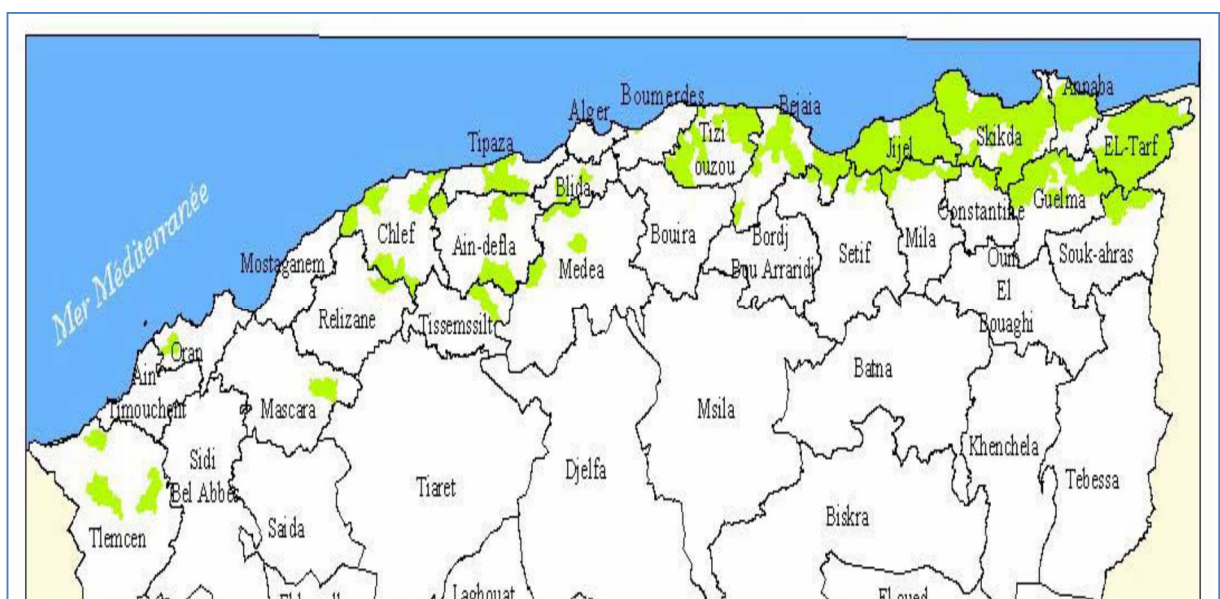 Mer Méditerranée
Annaba
Boumerdes
Bejaia
Alger
Tipaza
Tizi
ouzou
Jijel
Skikda
EL-Tarf
Blida
Guelma
Constantine
Chlef
Ain-defla
Medea
Bouira
Bordj
Buu Arraridj
Setif
Mila
Oum
El
Bouaghi
Souk-ahras
Mostaganem
Relizane
Tissemssilt
Oran
Ain
Timouchent
Mascara
Batna
Msila
Khenchela
Tebessa
Sidi
Bel Abbes
Tiaret
Djelfa
Biskra
Saida
Tlemcen
Laghouat
El oued